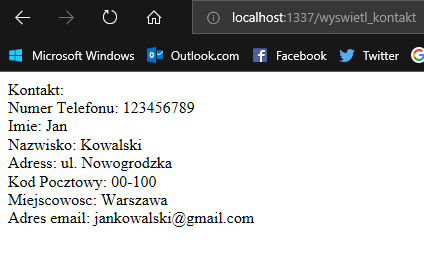 localhost:1337/wyswietl_kontakt
Microsoft Windows Outlook.com Facebook Twitter
Kontakt:
Numer Telefonu: 123456789
Imie: Jan
Nazwisko: Kowalski
Adress: ul. Nowogrodzka
Kod Pocztowy: 00-100
Miejscowosc: Warszawa
Adres email: jankowalski@gmail.com